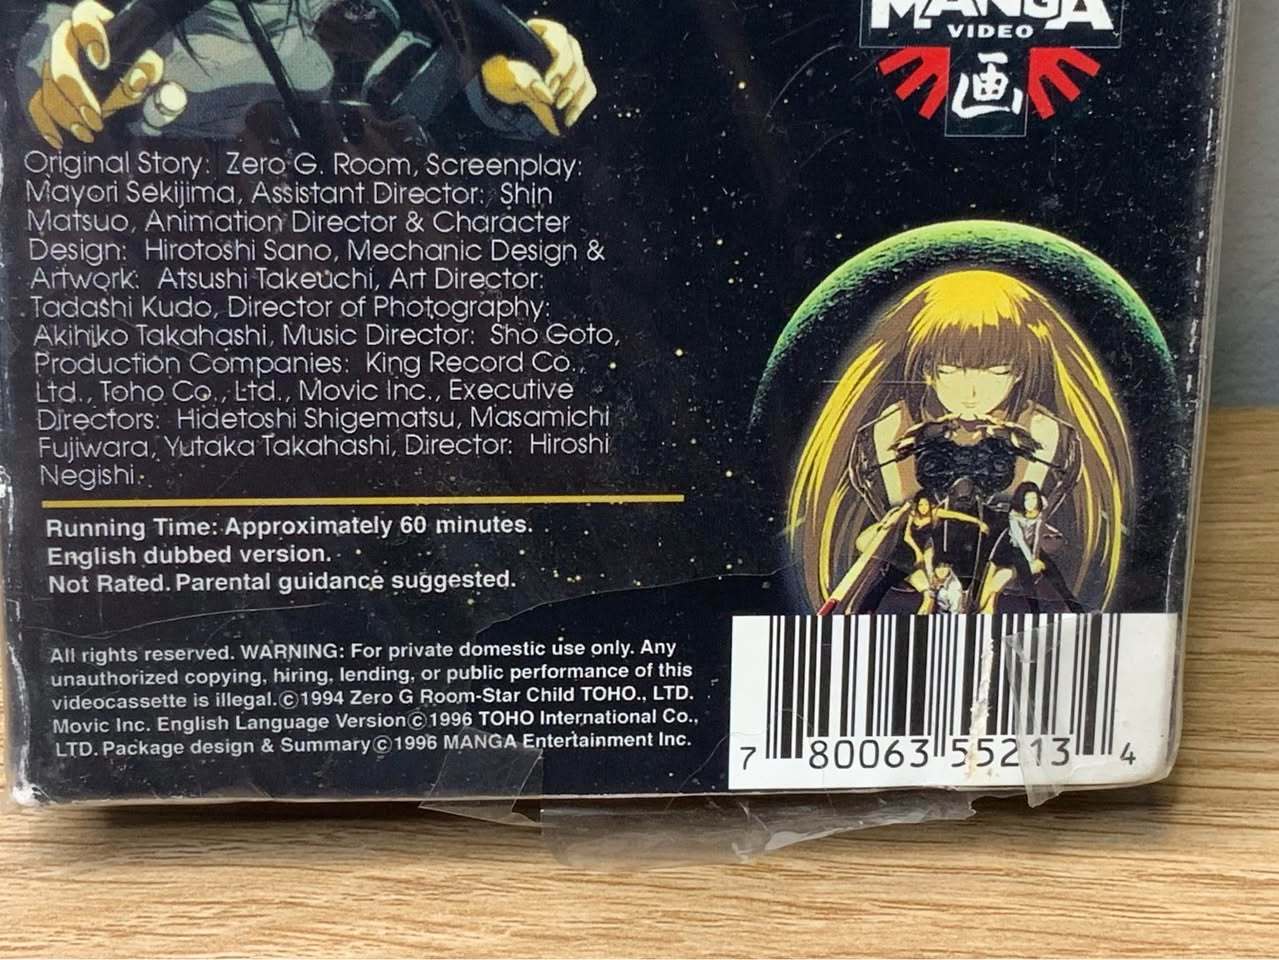 MANGA
VIDEO
画
Original Story: Zero G. Room, Screenplay:
Mayori Sekijima, Assistant Director: Shin
Matsuo, Animation Director & Character
Design: Hirotoshi Sano, Mechanic Design &
Artwork: Atsushi Takeuchi, Art Director:
Tadashi Kudo, Director of Photography:
Akihiko Takahashi, Music Director: Sho Goto,
Production Companies: King Record Co.,
Ltd., Toho Co., Ltd., Movic Inc., Executive
Directors: Hidetoshi Shigematsu, Masamichi
Fujiwara, Yutaka Takahashi, Director: Hiroshi
Negishi.
Running Time: Approximately 60 minutes.
English dubbed version.
Not Rated. Parental guidance suggested.
All rights reserved. WARNING: For private domestic use only. Any
unauthorized copying, hiring, lending, or public performance of this
videocassette is illegal.©1994 Zero G Room-Star Child TOHO., LTD.
Movic Inc. English Language Version©1996 TOHO International Co.,
LTD. Package design & Summary©1996 MANGA Entertainment Inc.
7 80063 55213 4